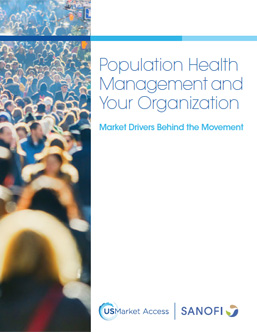 Population Health
Management and
Your Organization
Market Drivers Behind the Movement
USMarket Access
SANOFI